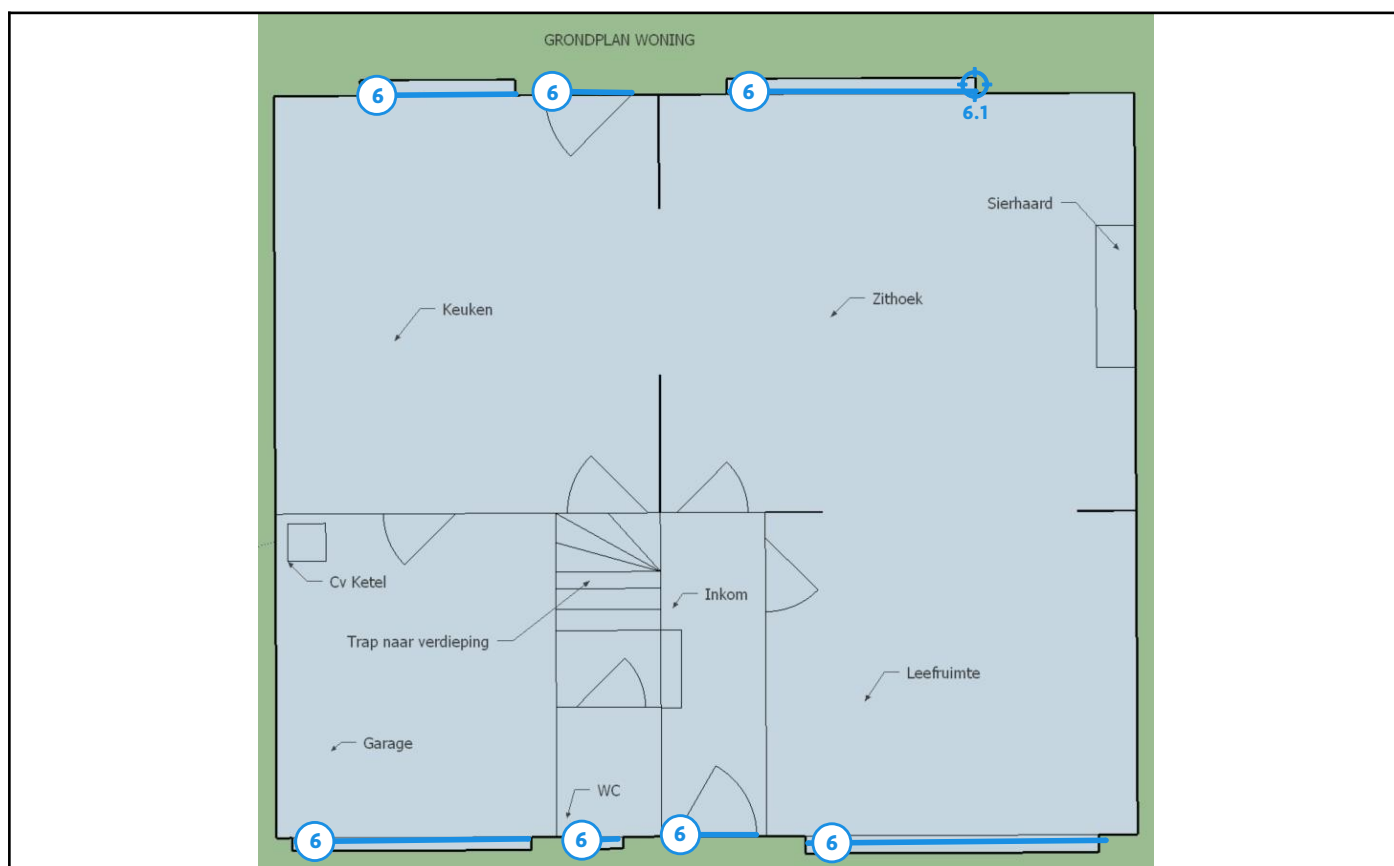 GRONDPLAN WONING
6
6
6
6.1
Sierhaard
Keuken
Zithoek
Cv Ketel
Inkom
Trap naar verdieping
Leefruimte
Garage
WC
6
6
6
6